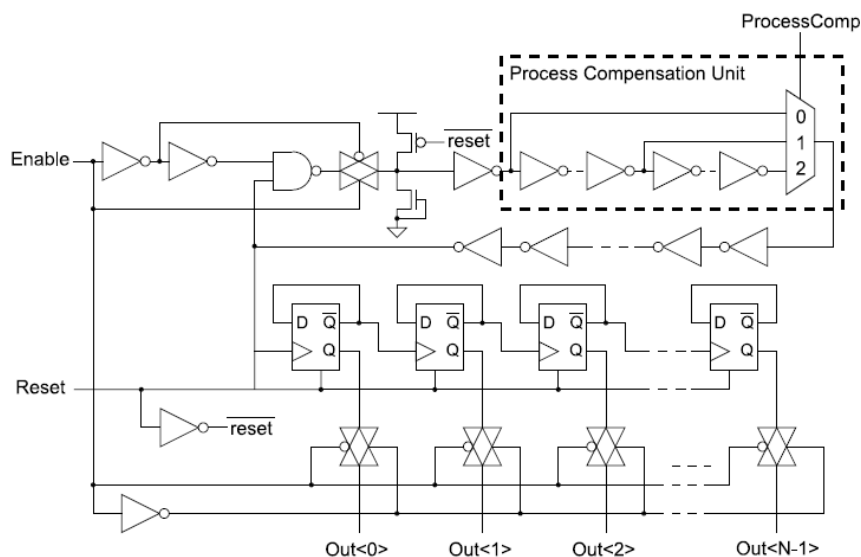 ProcessComp
Process Compensation Unit
reset
0
Enable
1
2
D Q
Q
D Q
Q
D Q
Q
D Q
Q
Reset
reset
Out<0>
Out<1>
Out<2>
Out<N-1>